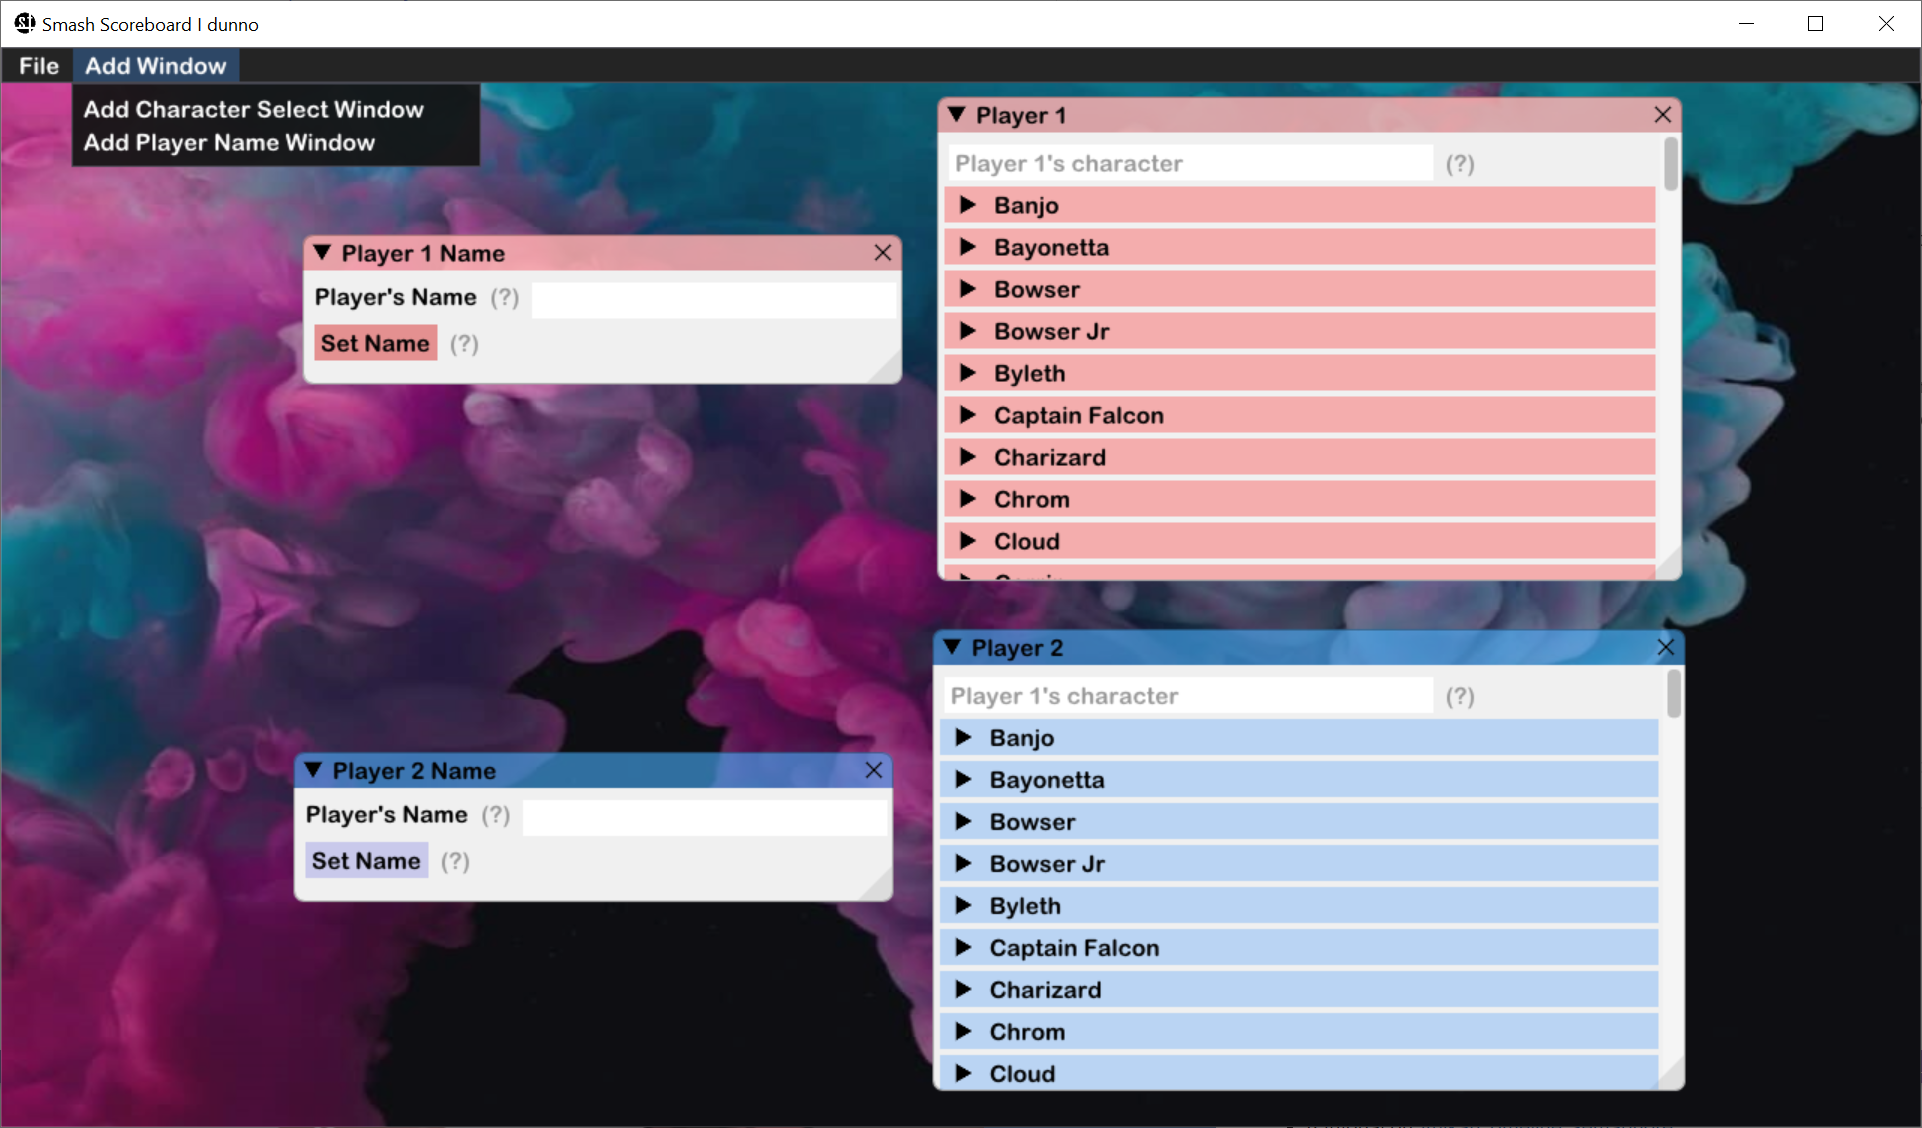 Smash Scoreboard I dunno
File Add Window
Add Character Select Window
Add Player Name Window
Player 1 Name
Player's Name (?)
Set Name (?)
Player 1
Player 1's character (?)
Banjo
Bayonetta
Bowser
Bowser Jr
Byleth
Captain Falcon
Charizard
Chrom
Cloud
Player 2 Name
Player's Name (?)
Set Name (?)
Player 2
Player 1's character (?)
Banjo
Bayonetta
Bowser
Bowser Jr
Byleth
Captain Falcon
Charizard
Chrom
Cloud